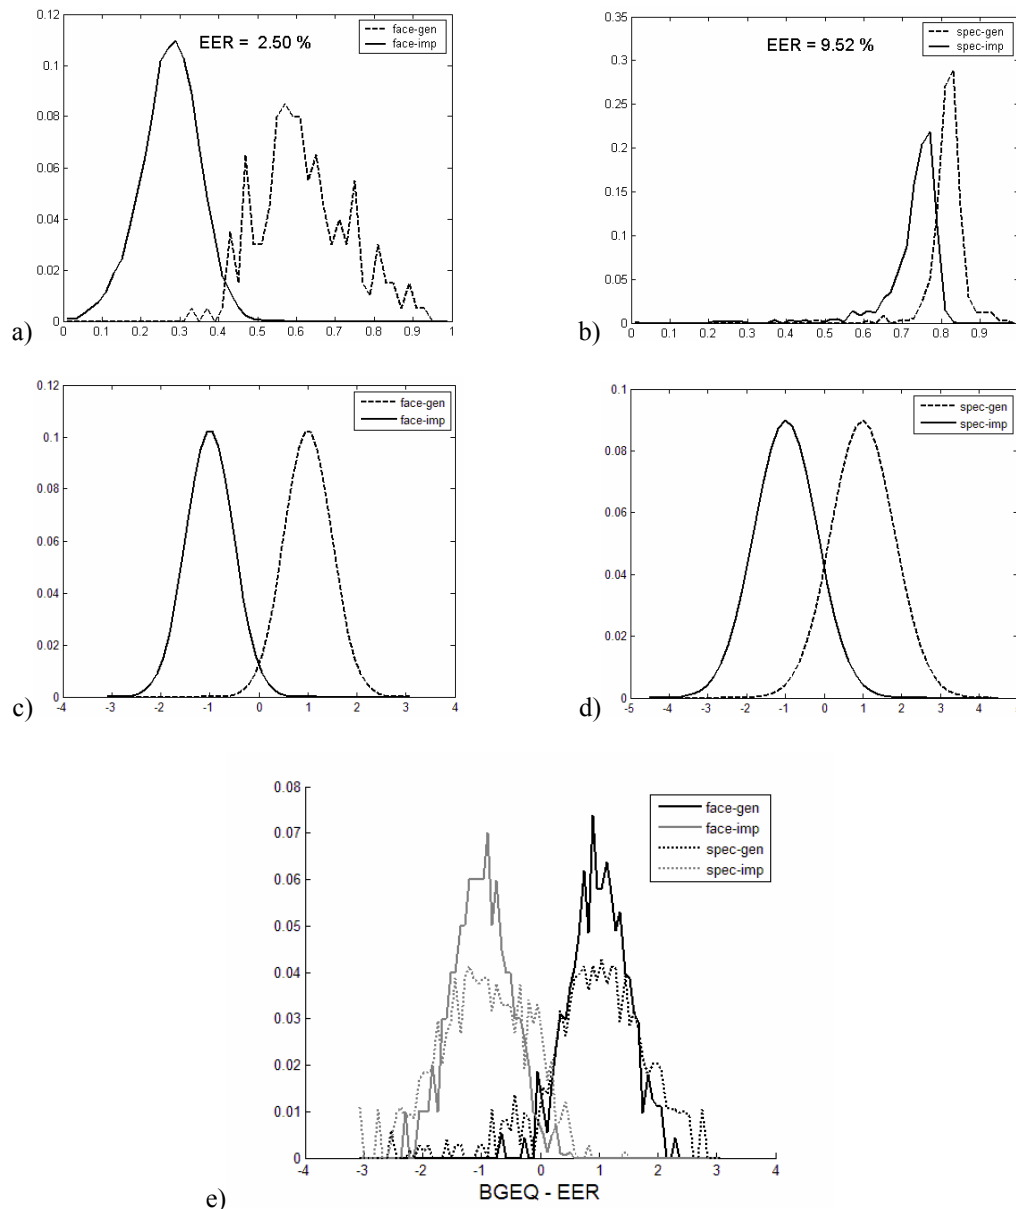 0.12
0.1
0.08
0.06
0.04
0.02
0
0 0.1 0.2 0.3 0.4 0.5 0.6 0.7 0.8 0.9 1
EER = 2.50 %
face-gen
face-imp
a)
0.35
0.3
0.25
0.2
0.15
0.1
0.05
0
0 0.1 0.2 0.3 0.4 0.5 0.6 0.7 0.8 0.9
EER = 9.52 %
spec-gen
spec-imp
b)
0.12
0.1
0.08
0.06
0.04
0.02
0
-4 -3 -2 -1 0 1 2 3 4
face-gen
face-imp
c)
0.1
0.08
0.06
0.04
0.02
0
-5 -4 -3 -2 -1 0 1 2 3 4
spec-gen
spec-imp
d)
0.08
0.07
0.06
0.05
0.04
0.03
0.02
0.01
0
-4 -3 -2 -1 0 1 2 3 4
face-gen
face-imp
spec-gen
spec-imp
BGEQ - EER
e)